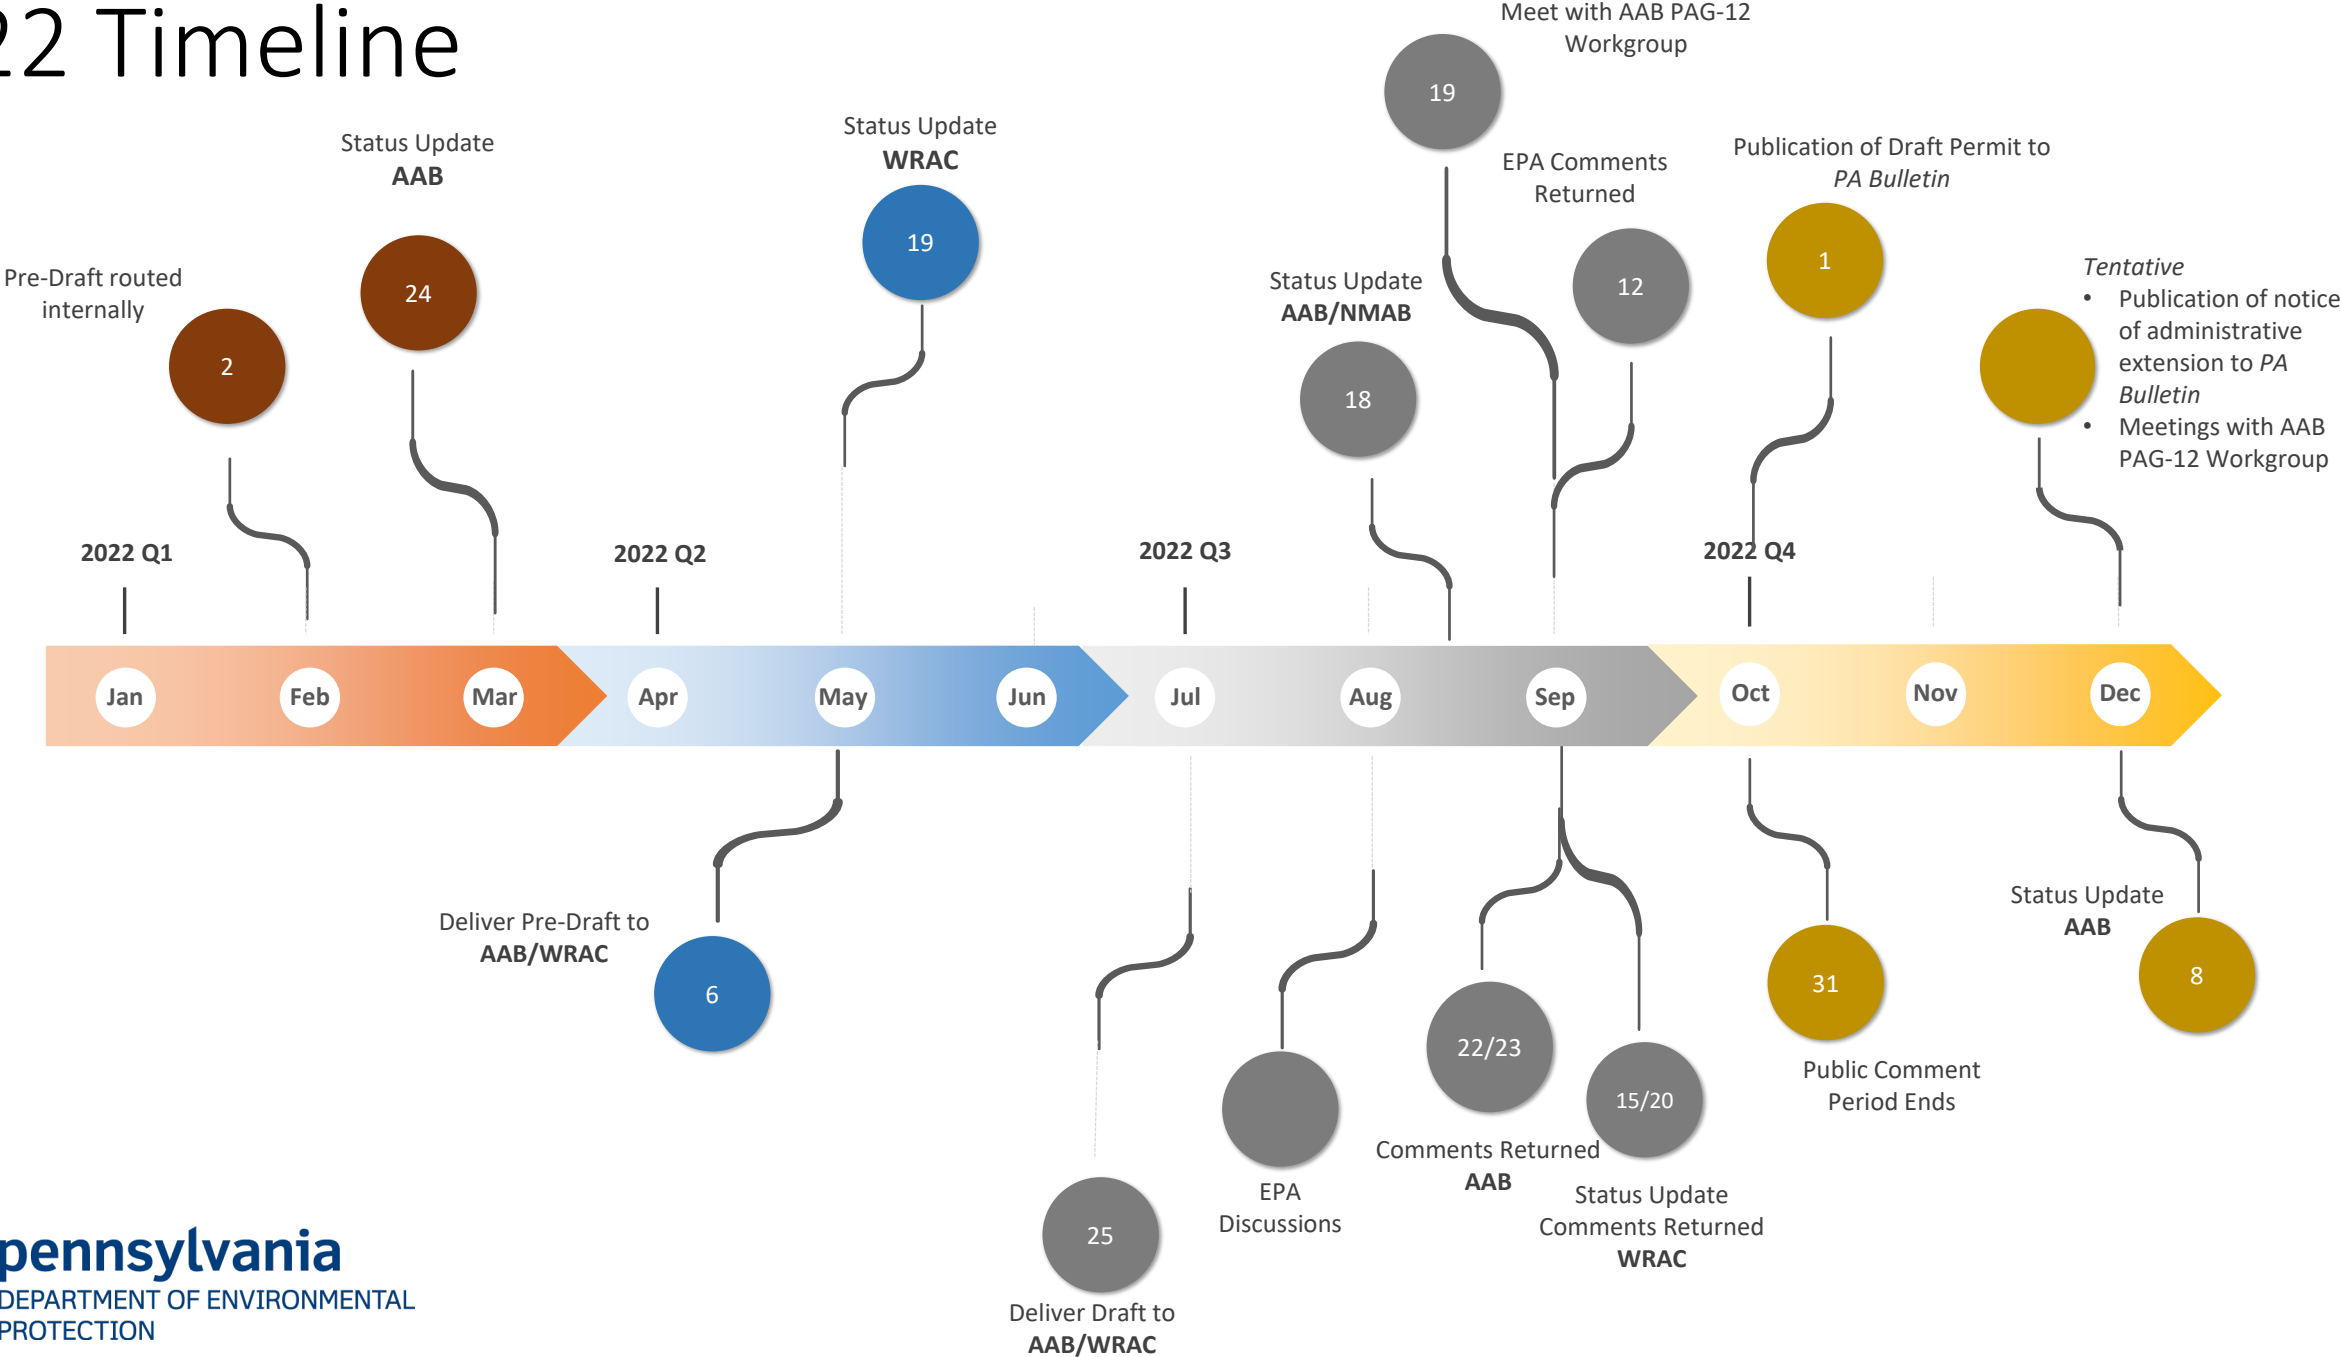 22 Timeline
Meet with AAB PAG-12
Workgroup
19
Status Update
AAB
24
Status Update
WRAC
19
EPA Comments
Returned
12
Publication of Draft Permit to
PA Bulletin
1
Pre-Draft routed
internally
2
Status Update
AAB/NMAB
18
Tentative
• Publication of notice
of administrative
extension to PA
Bulletin
• Meetings with AAB
PAG-12 Workgroup
2022 Q1
2022 Q2
2022 Q3
2022 Q4
Jan
Feb
Mar
Apr
May
Jun
Jul
Aug
Sep
Oct
Nov
Dec
Deliver Pre-Draft to
AAB/WRAC
6
25
Deliver Draft to
AAB/WRAC
EPA
Discussions
22/23
Comments Returned
AAB
15/20
Status Update
Comments Returned
WRAC
31
Public Comment
Period Ends
Status Update
AAB
8
pennsylvania
DEPARTMENT OF ENVIRONMENTAL
PROTECTION